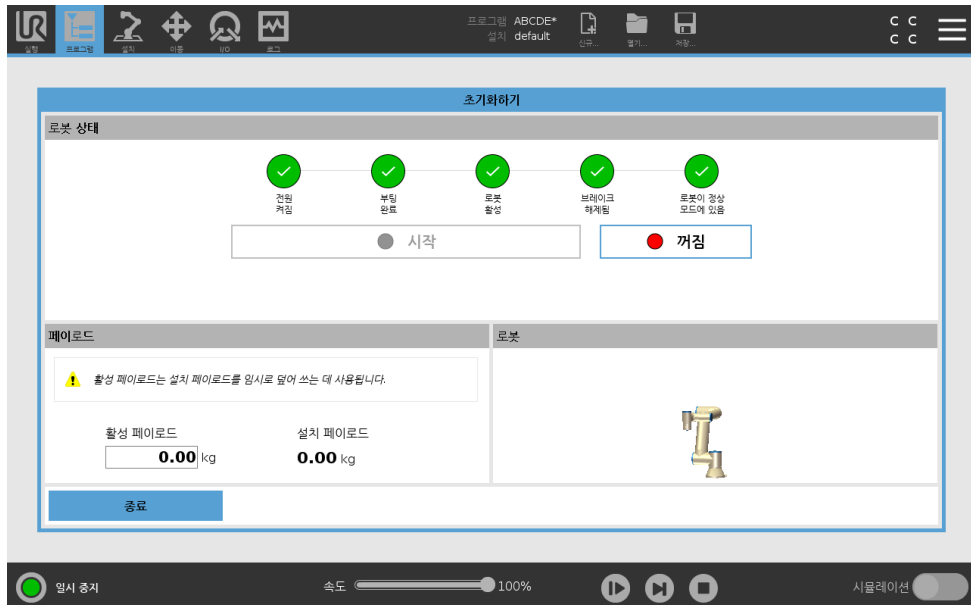 UR
실행
프로그램
설치
이동
I/O
로그
프로그램 ABCDE*
설치 default
신규...
열기...
저장...
C C
C C
초기화하기
로봇 상태
전원
켜짐
부팅
완료
로봇
활성
브레이크
해제됨
로봇이 정상
모드에 있음
시작
꺼짐
페이로드
로봇
활성 페이로드는 설치 페이로드를 임시로 덮어 쓰는 데 사용됩니다.
활성 페이로드
설치 페이로드
0.00 kg
0.00 kg
종료
일시 중지
속도
100%
시뮬레이션